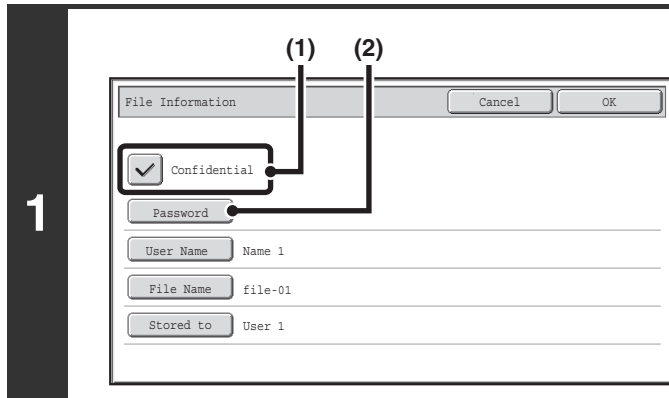 (1) (2)
File Information Cancel OK
Confidential
1
Password
User Name Name 1
File Name file-01
Stored to User 1